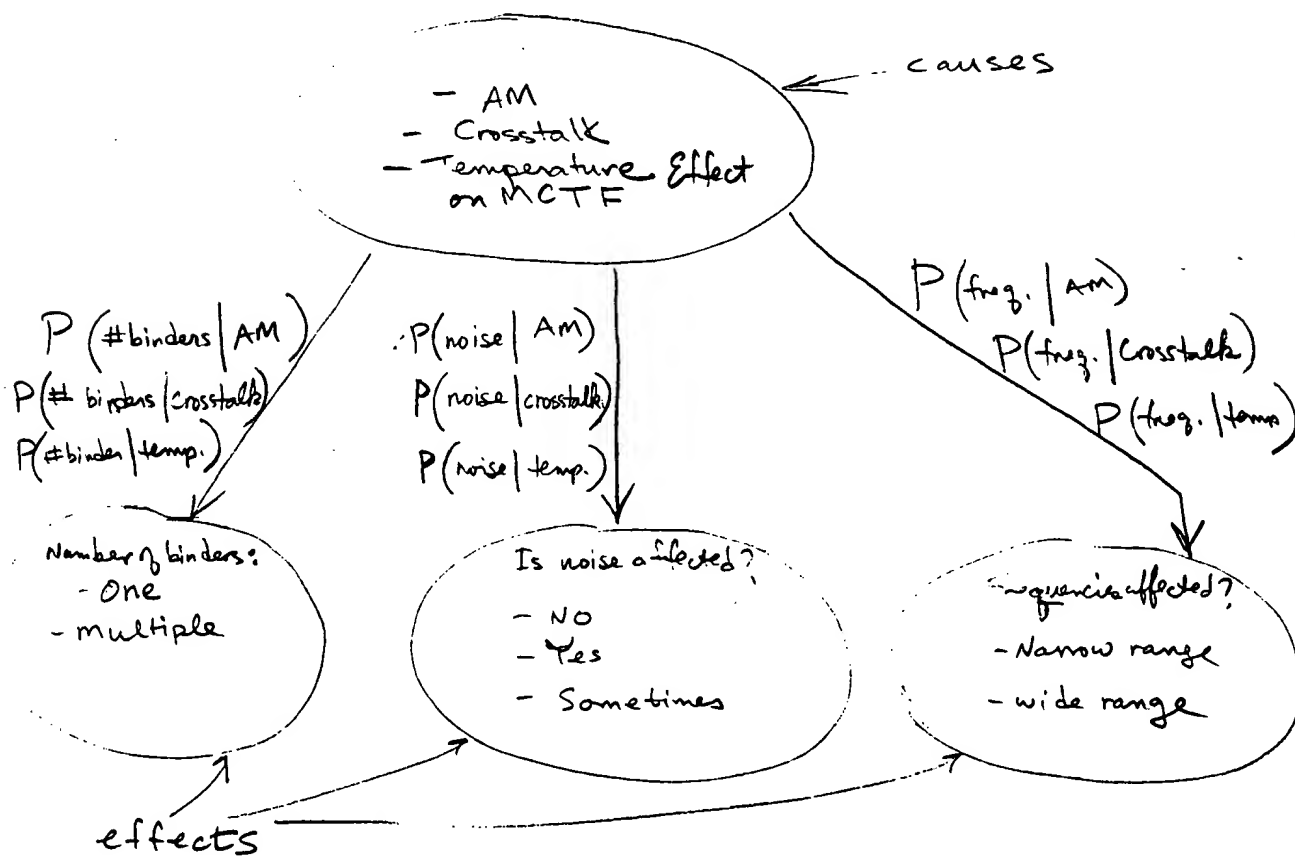 causes
- AM
- Crosstalk
- Temperature Effect
on MCTF
P(#binders | AM)
P(# binders | crosstalk)
P(#binder | temp.)
P(noise | AM)
P(noise | crosstalk)
P(noise | temp.)
P(freq. | AM)
P(freq. | Crosstalk)
P(freq. | temp)
Number of binders:
- One
- multiple
Is noise affected?
- NO
- Yes
- Sometimes
affected?
- Narrow range
- wide range
effects